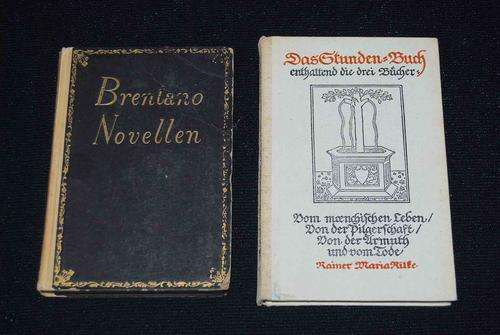 Brentano
Novellen
Das Stunden-Buch
enthaltend die drei Bücher:
Vom mœnchischen Leben/
Von der Pilgerschaft/
Von der Armuth
und vom Tode/
Rainer Maria Rilke